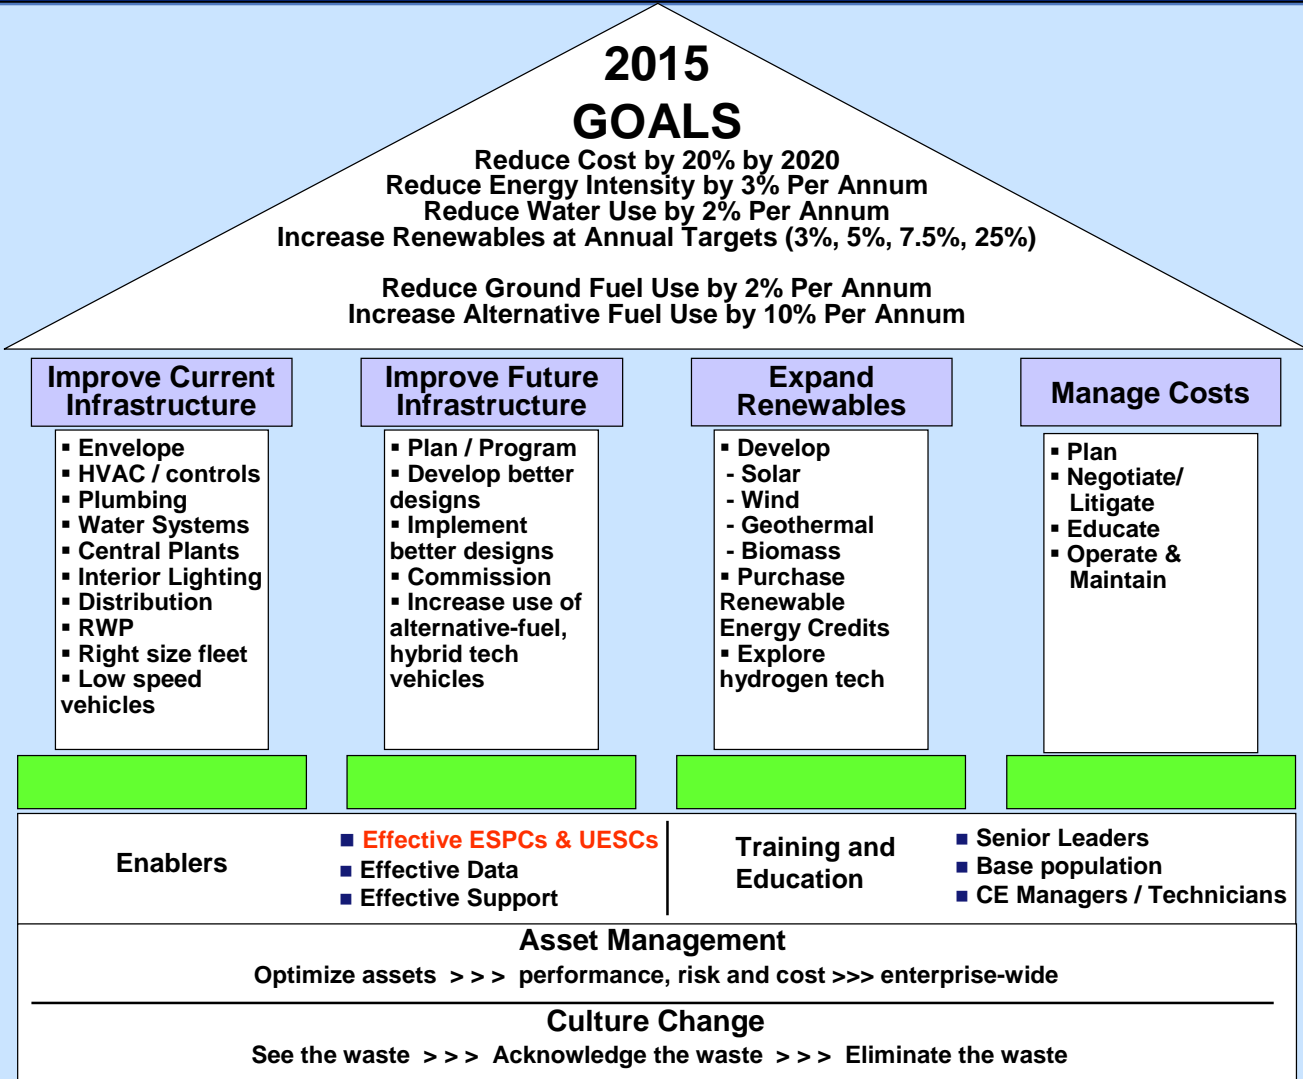 2015
GOALS
Reduce Cost by 20% by 2020
Reduce Energy Intensity by 3% Per Annum
Reduce Water Use by 2% Per Annum
Increase Renewables at Annual Targets (3%, 5%, 7.5%, 25%)
Reduce Ground Fuel Use by 2% Per Annum
Increase Alternative Fuel Use by 10% Per Annum
Improve Current
Infrastructure
▪ Envelope
▪ HVAC / controls
▪ Plumbing
▪ Water Systems
▪ Central Plants
▪ Interior Lighting
▪ Distribution
▪ RWP
▪ Right size fleet
▪ Low speed
vehicles
Improve Future
Infrastructure
▪ Plan / Program
▪ Develop better
designs
▪ Implement
better designs
▪ Commission
▪ Increase use of
alternative-fuel,
hybrid tech
vehicles
Expand
Renewables
▪ Develop
- Solar
- Wind
- Geothermal
- Biomass
▪ Purchase
Renewable
Energy Credits
▪ Explore
hydrogen tech
Manage Costs
▪ Plan
▪ Negotiate/
Litigate
▪ Educate
▪ Operate &
Maintain
Enablers
■ Effective ESPCs & UESCs
■ Effective Data
■ Effective Support
Training and
Education
■ Senior Leaders
■ Base population
■ CE Managers / Technicians
Asset Management
Optimize assets > > > performance, risk and cost >>> enterprise-wide
Culture Change
See the waste > > > Acknowledge the waste > > > Eliminate the waste